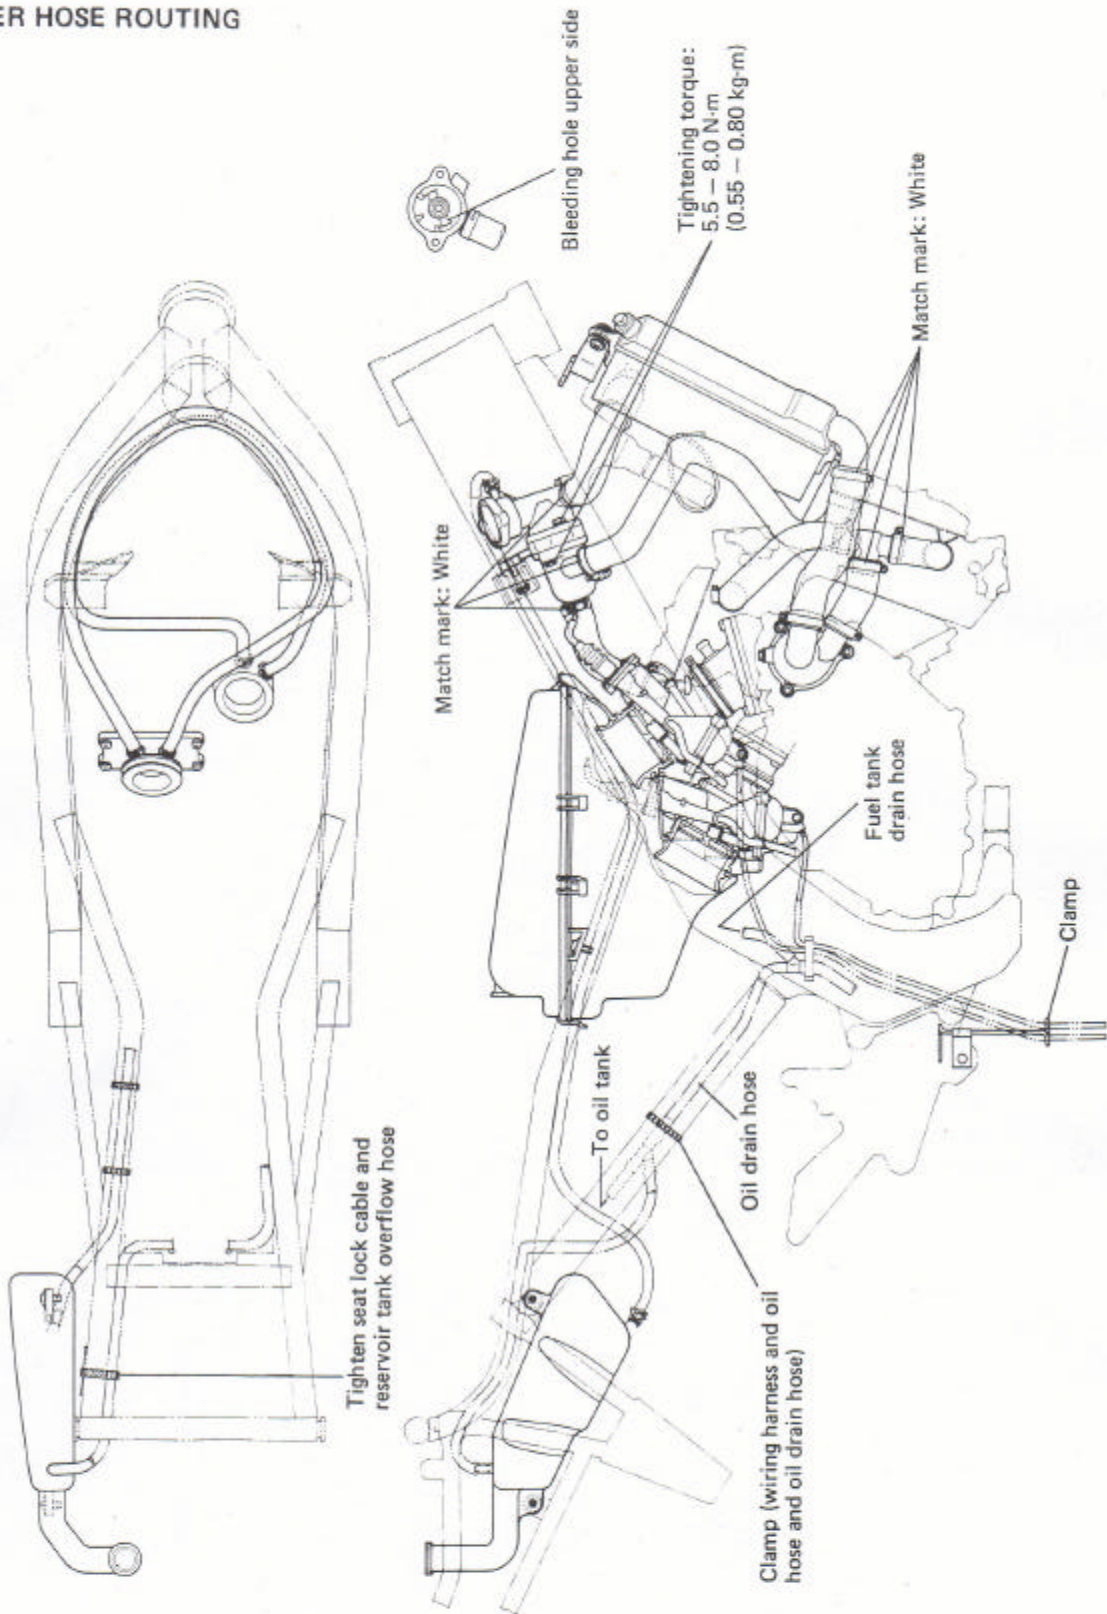 ER HOSE ROUTING
Bleeding hole upper side
Tightening torque:
5.5 – 8.0 N·m
(0.55 – 0.80 kg-m)
Match mark: White
Match mark: White
Fuel tank
drain hose
Clamp
To oil tank
Oil drain hose
Tighten seat lock cable and
reservoir tank overflow hose
Clamp (wiring harness and oil
hose and oil drain hose)